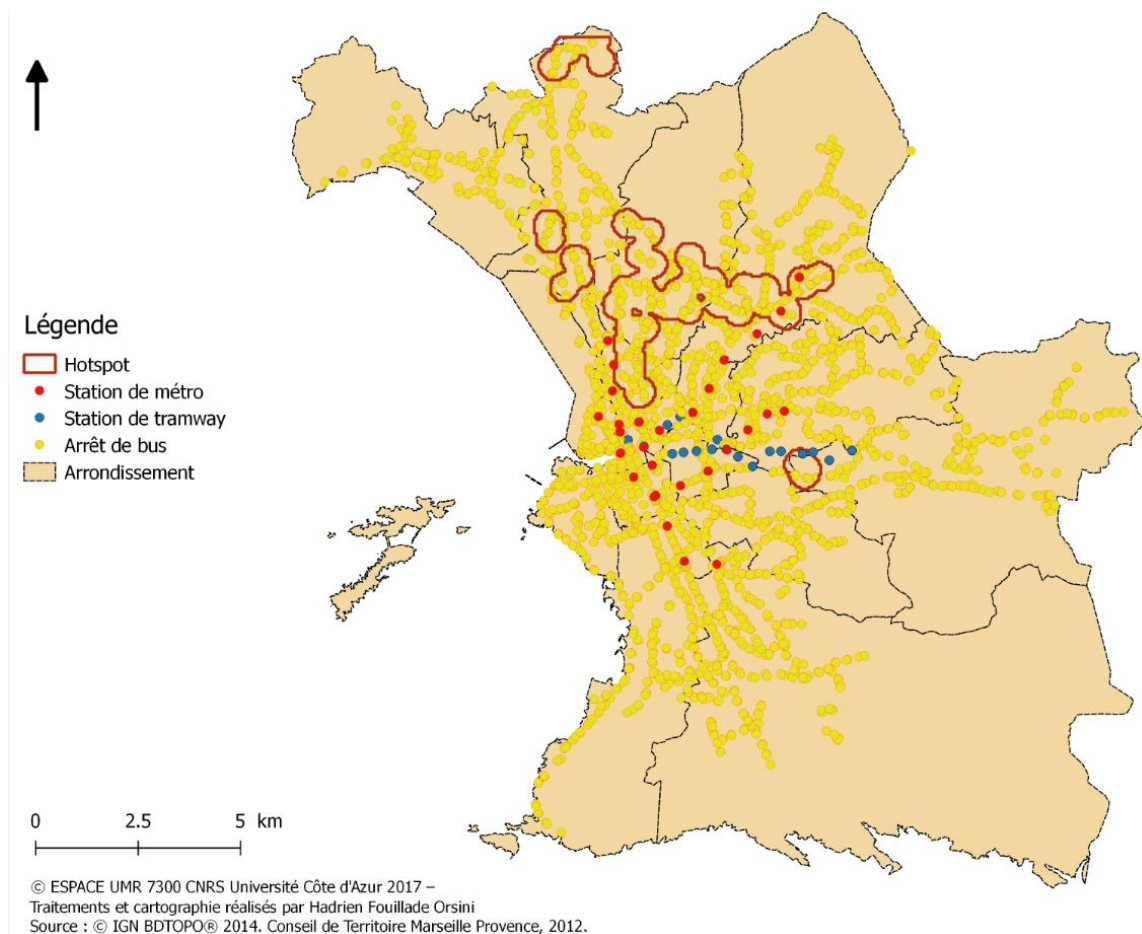 Légende
Hotspot
Station de métro
Station de tramway
Arrêt de bus
Arrondissement
0 2.5 5 km
© ESPACE UMR 7300 CNRS Université Côte d'Azur 2017 –
Traitements et cartographie réalisés par Hadrien Fouillade Orsini
Source : © IGN BDTOPO® 2014. Conseil de Territoire Marseille Provence, 2012.